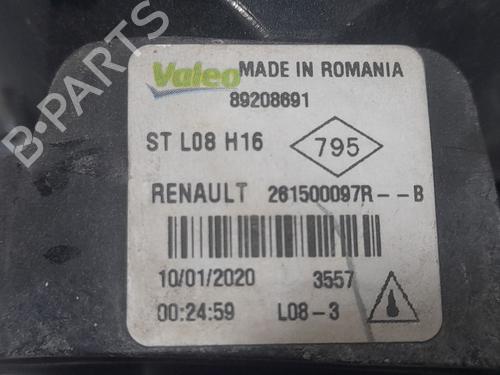 B-PARTS
Valeo MADE IN ROMANIA
89208691
ST L08 H16 795
RENAULT 261500097R--B
10/01/2020 3557
00:24:59 L08-3